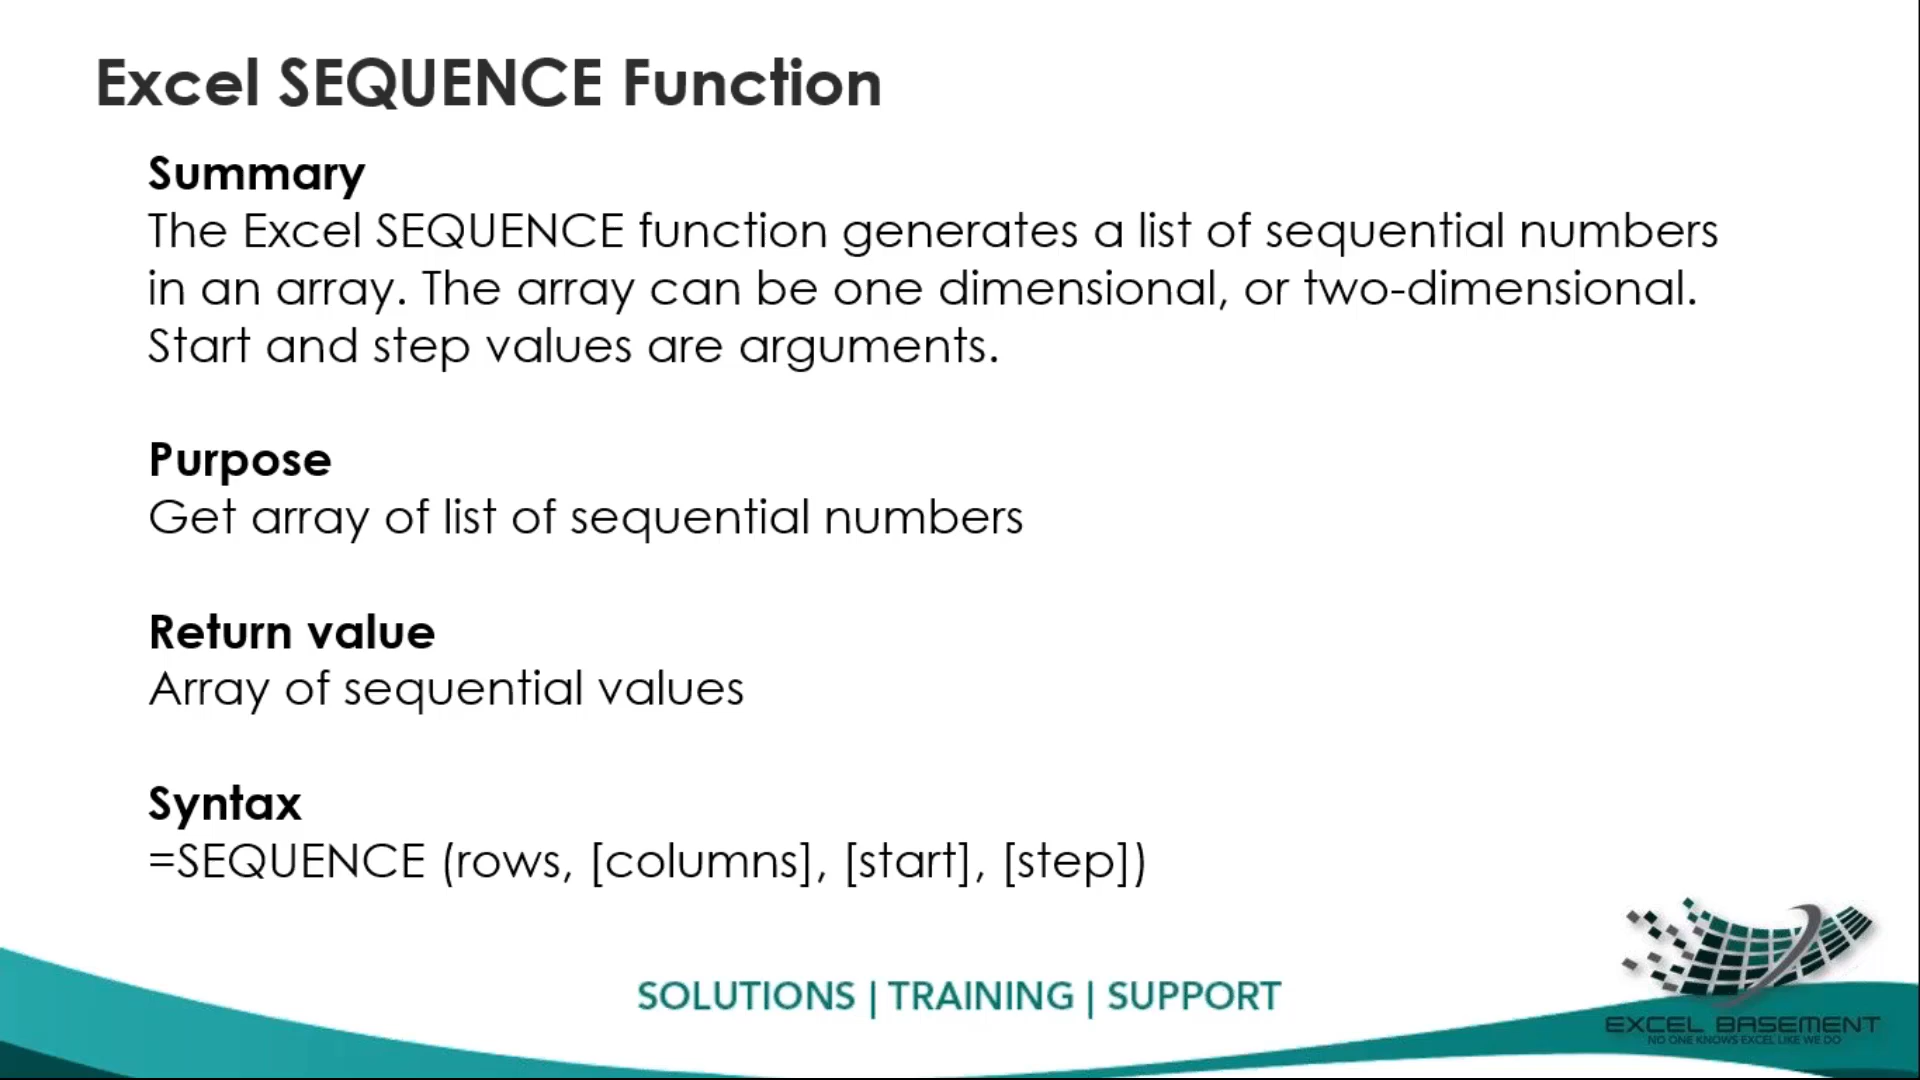 Excel SEQUENCE Function
Summary
The Excel SEQUENCE function generates a list of sequential numbers
in an array. The array can be one dimensional, or two-dimensional.
Start and step values are arguments.
Purpose
Get array of list of sequential numbers
Return value
Array of sequential values
Syntax
=SEQUENCE (rows, [columns], [start], [step])
SOLUTIONS | TRAINING | SUPPORT
EXCEL BASEMENT
NO ONE KNOWS EXCEL LIKE WE DO